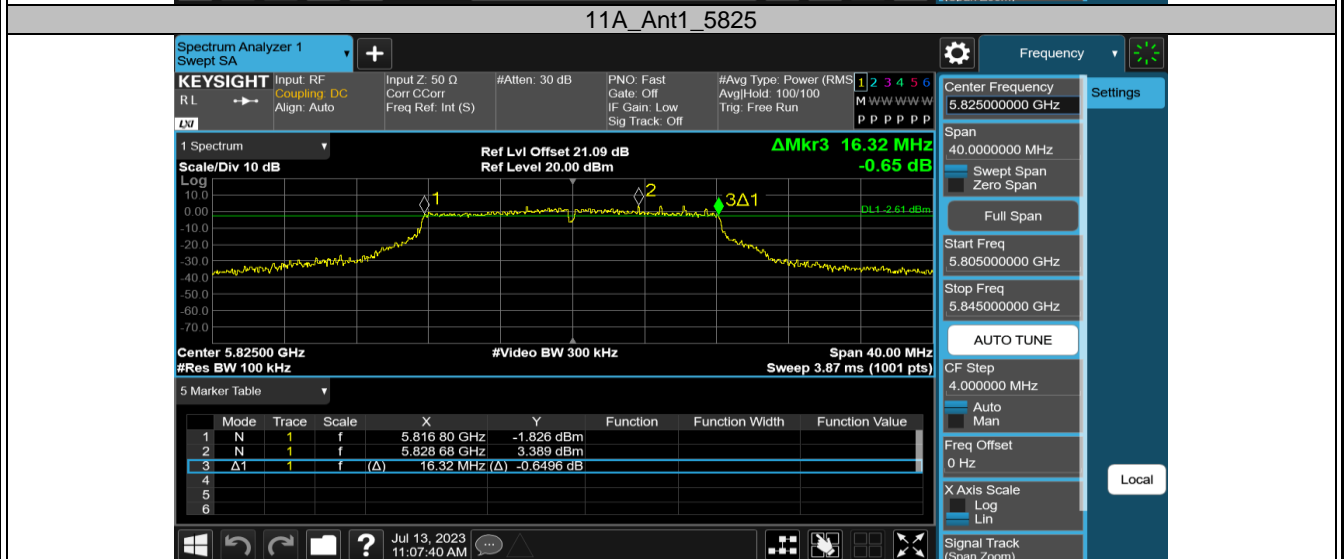 11A_Ant1_5825
Spectrum Analyzer 1
Swept SA
+
Frequency
KEYSIGHT
Input: RF
Input Z: 50 Ω
#Atten: 30 dB
PNO: Fast
#Avg Type: Power (RMS
1 2 3 4 5 6
R L
Coupling: DC
Corr CCorr
Gate: Off
Avg|Hold: 100/100
M W W W W W
Align: Auto
Freq Ref: Int (S)
IF Gain: Low
Trig: Free Run
Sig Track: Off
P P P P P P
LXI
1 Spectrum
Ref Lvl Offset 21.09 dB
ΔMkr3 16.32 MHz
Scale/Div 10 dB
Ref Level 20.00 dBm
-0.65 dB
Log
10.0
0.00
-10.0
-20.0
-30.0
-40.0
-50.0
-60.0
-70.0
1
2
3Δ1
DL1 -2.61 dBm
Center 5.82500 GHz
#Video BW 300 kHz
Span 40.00 MHz
#Res BW 100 kHz
Sweep 3.87 ms (1001 pts)
5 Marker Table
Mode Trace Scale X Y Function Function Width Function Value
1 N 1 f 5.816 80 GHz -1.826 dBm
2 N 1 f 5.828 68 GHz 3.389 dBm
3 Δ1 1 f (Δ) 16.32 MHz (Δ) -0.6496 dB
4
5
6
?
Jul 13, 2023
11:07:40 AM
Center Frequency
5.825000000 GHz
Settings
Span
40.0000000 MHz
Swept Span
Zero Span
Full Span
Start Freq
5.805000000 GHz
Stop Freq
5.845000000 GHz
AUTO TUNE
CF Step
4.000000 MHz
Auto
Man
Freq Offset
0 Hz
Local
X Axis Scale
Log
Lin
Signal Track
(Span Zoom)